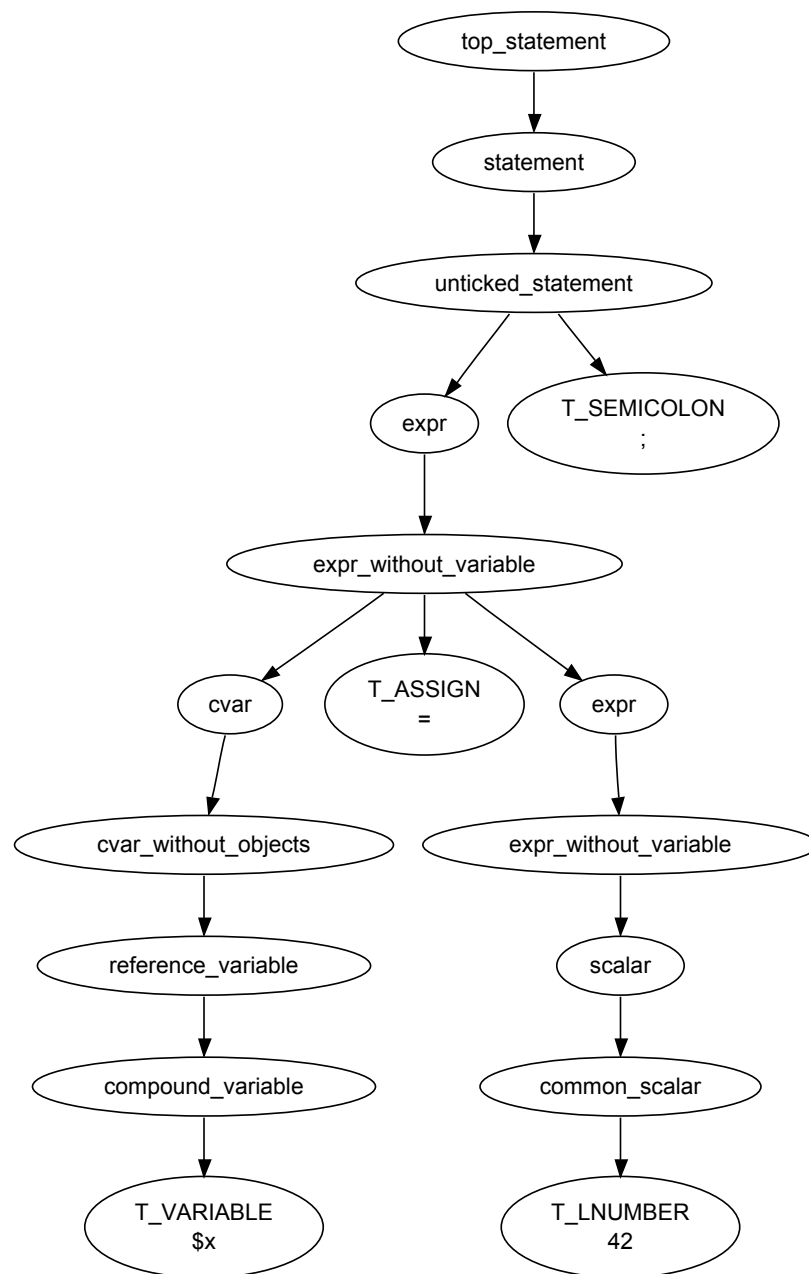 top_statement
statement
unticked_statement
expr
T_SEMICOLON
;
expr_without_variable
cvar
T_ASSIGN
=
expr
cvar_without_objects
expr_without_variable
reference_variable
scalar
compound_variable
common_scalar
T_VARIABLE
$x
T_LNUMBER
42